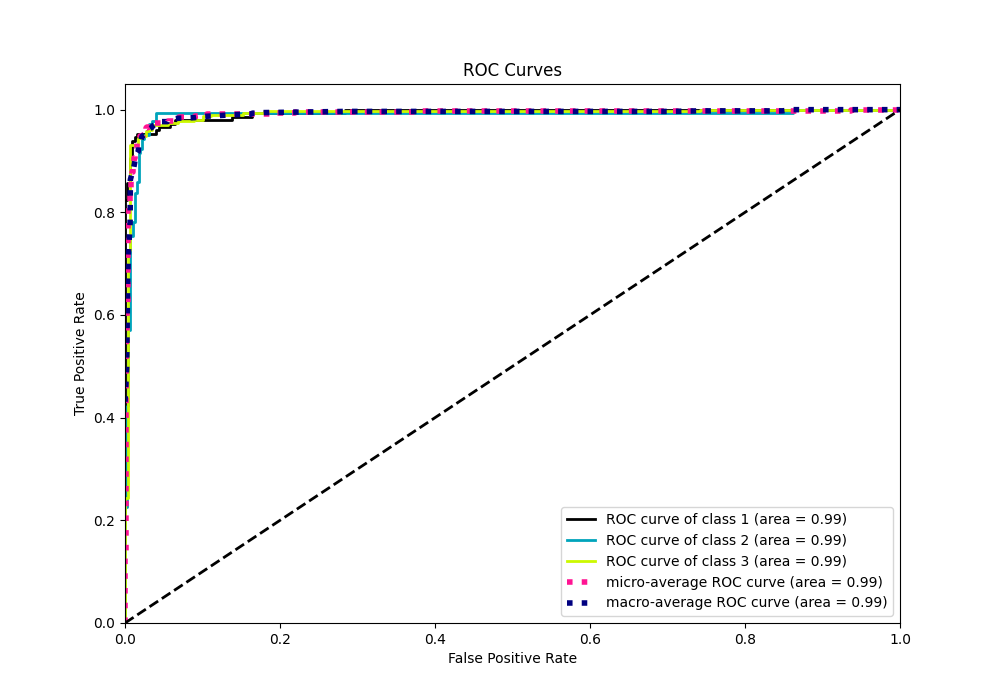 ROC Curves
True Positive Rate
1.0
0.8
0.6
0.4
0.2
0.0
0.0 0.2 0.4 0.6 0.8 1.0
False Positive Rate
ROC curve of class 1 (area = 0.99)
ROC curve of class 2 (area = 0.99)
ROC curve of class 3 (area = 0.99)
micro-average ROC curve (area = 0.99)
macro-average ROC curve (area = 0.99)